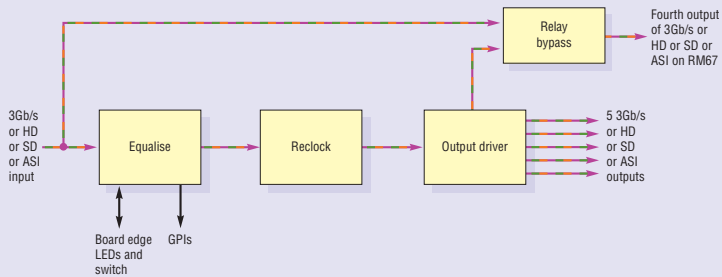 Relay
bypass
Fourth output
of 3Gb/s or
HD or SD or
ASI on RM67
3Gb/s
or HD
or SD
or ASI
input
Equalise
Reclock
Output driver
5 3Gb/s
or HD
or SD
or ASI
outputs
Board edge
LEDs and
switch
GPIs